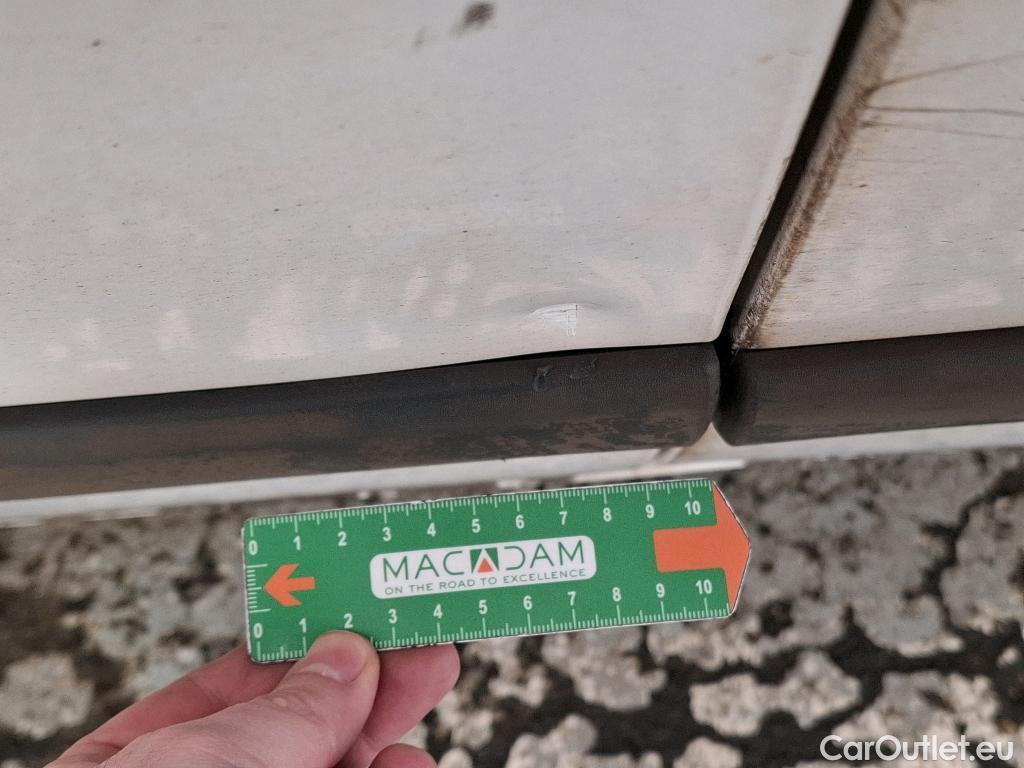 0 1 2 3 4 5 6 7 8 9 10
MACADAM
ON THE ROAD TO EXCELLENCE
0 1 2 3 4 5 6 7 8 9 10
CarOutlet.eu